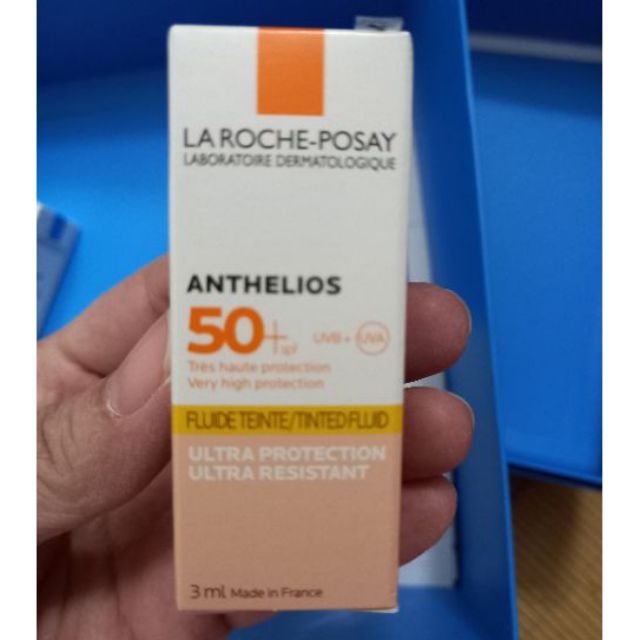 LA ROCHE-POSAY
LABORATOIRE DERMATOLOGIQUE
ANTHELIOS
50+ spf UVB + UVA
Très haute protection
Very high protection
FLUIDE TEINTE/TINTED FLUID
ULTRA PROTECTION
ULTRA RESISTANT
3 ml Made in France